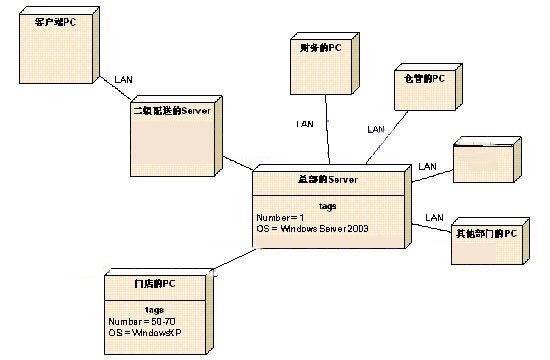 客户端PC
LAN
二级配送的Server
财务的PC
LAN
仓管的PC
LAN
总部的Server
tags
Number = 1
OS = Windows Server 2003
LAN
LAN
其他部门的PC
门店的PC
tags
Number = 50-70
OS = WindowsXP